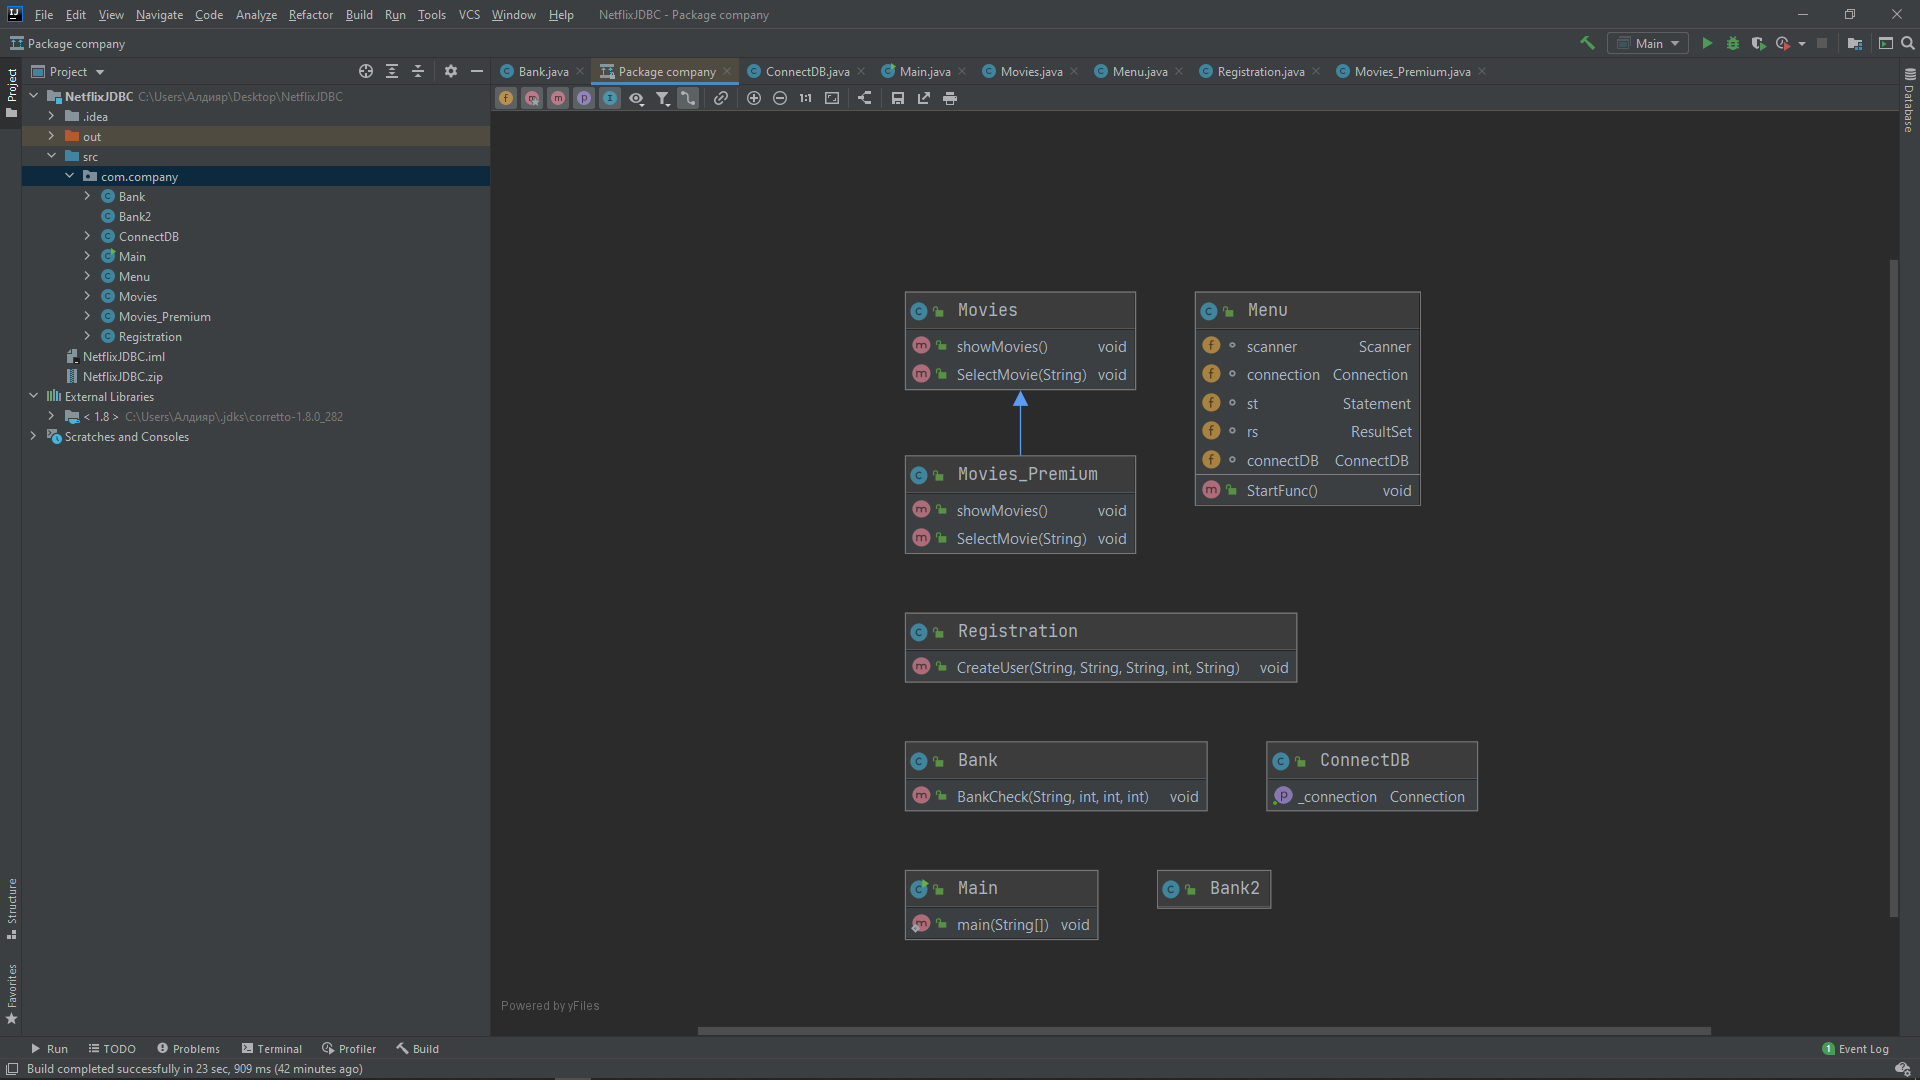 IJ File Edit View Navigate Code Analyze Refactor Build Run Tools VCS Window Help NetflixJDBC - Package company
Package company
Main
Project
Project
Bank.java Package company ConnectDB.java Main.java Movies.java Menu.java Registration.java Movies_Premium.java
1:1
Database
NetflixJDBC C:\Users\Алдияр\Desktop\NetflixJDBC
.idea
out
src
com.company
Bank
Bank2
ConnectDB
Main
Menu
Movies
Movies_Premium
Registration
NetflixJDBC.iml
NetflixJDBC.zip
External Libraries
< 1.8 > C:\Users\Алдияр\.jdks\corretto-1.8.0_282
Scratches and Consoles
Movies
showMovies() void
SelectMovie(String) void
Menu
scanner Scanner
connection Connection
st Statement
rs ResultSet
connectDB ConnectDB
StartFunc() void
Movies_Premium
showMovies() void
SelectMovie(String) void
Registration
CreateUser(String, String, String, int, String) void
Bank
BankCheck(String, int, int, int) void
ConnectDB
_connection Connection
Main
main(String[]) void
Bank2
Powered by yFiles
Structure
Favorites
Run TODO Problems Terminal Profiler Build
1 Event Log
Build completed successfully in 23 sec, 909 ms (42 minutes ago)